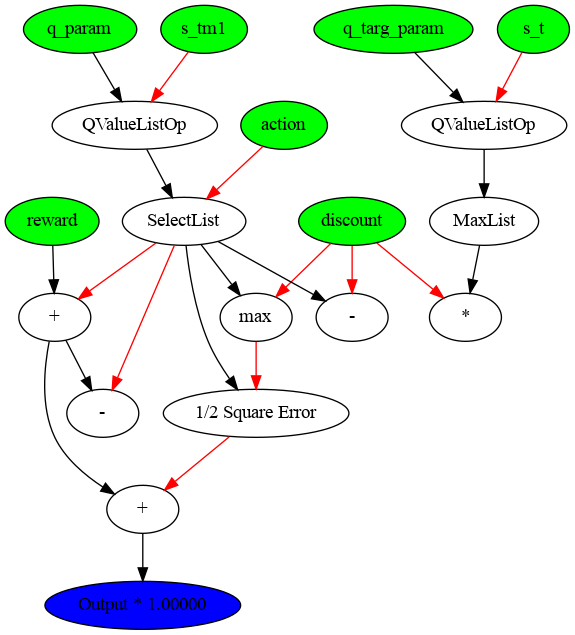 q_param
s_tm1
q_targ_param
s_t
QValueListOp
action
QValueListOp
reward
SelectList
discount
MaxList
+
max
-
*
-
1/2 Square Error
+
Output * 1.00000